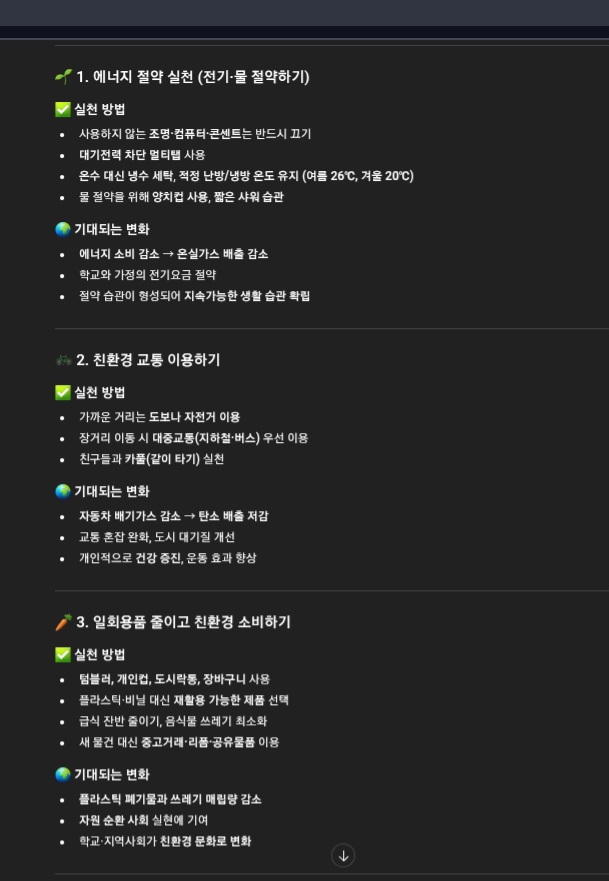 1. 에너지 절약 실천 (전기·물 절약하기)
실천 방법
사용하지 않는 조명·컴퓨터·콘센트는 반드시 끄기
대기전력 차단 멀티탭 사용
온수 대신 냉수 세탁, 적정 난방/냉방 온도 유지 (여름 26℃, 겨울 20℃)
물 절약을 위해 양치컵 사용, 짧은 샤워 습관
기대되는 변화
에너지 소비 감소 → 온실가스 배출 감소
학교와 가정의 전기요금 절약
절약 습관이 형성되어 지속가능한 생활 습관 확립
2. 친환경 교통 이용하기
실천 방법
가까운 거리는 도보나 자전거 이용
장거리 이동 시 대중교통(지하철·버스) 우선 이용
친구들과 카풀(같이 타기) 실천
기대되는 변화
자동차 배기가스 감소 → 탄소 배출 저감
교통 혼잡 완화, 도시 대기질 개선
개인적으로 건강 증진, 운동 효과 향상
3. 일회용품 줄이고 친환경 소비하기
실천 방법
텀블러, 개인컵, 도시락통, 장바구니 사용
플라스틱·비닐 대신 재활용 가능한 제품 선택
급식 잔반 줄이기, 음식물 쓰레기 최소화
새 물건 대신 중고거래·리폼·공유물품 이용
기대되는 변화
플라스틱 폐기물과 쓰레기 매립량 감소
자원 순환 사회 실현에 기여
학교·지역사회가 친환경 문화로 변화